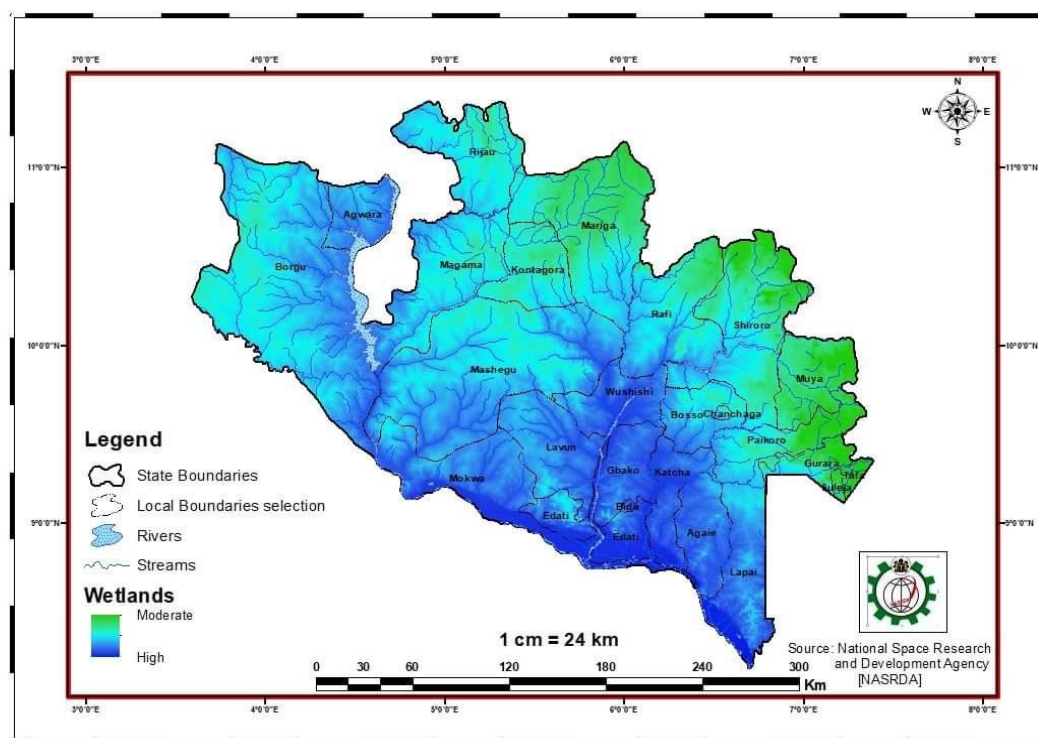 3°0'0"E 4°0'0"E 5°0'0"E 6°0'0"E 7°0'0"E 8°0'0"E
N
W E
S
11°0'0"N 11°0'0"N
Rijau
Agwara
Mariga
Borgu
Magama
Kontagora
Rafi
Shiroro
10°0'0"N 10°0'0"N
Mashegu
Muya
Wushishi
Bosso
Chanchaga
Paikoro
Lavun
Gurara
Tafa
Suleja
Gbako
Katcha
Mokwa
Bida
Edati
Edati
Agaie
Lapai
9°0'0"N 9°0'0"N
Legend
State Boundaries
Local Boundaries selection
Rivers
Streams
Wetlands
Moderate
High
1 cm = 24 km
0 30 60 120 180 240 300
Km
Source: National Space Research
and Development Agency
[NASRDA]
3°0'0"E 4°0'0"E 5°0'0"E 6°0'0"E 7°0'0"E 8°0'0"E